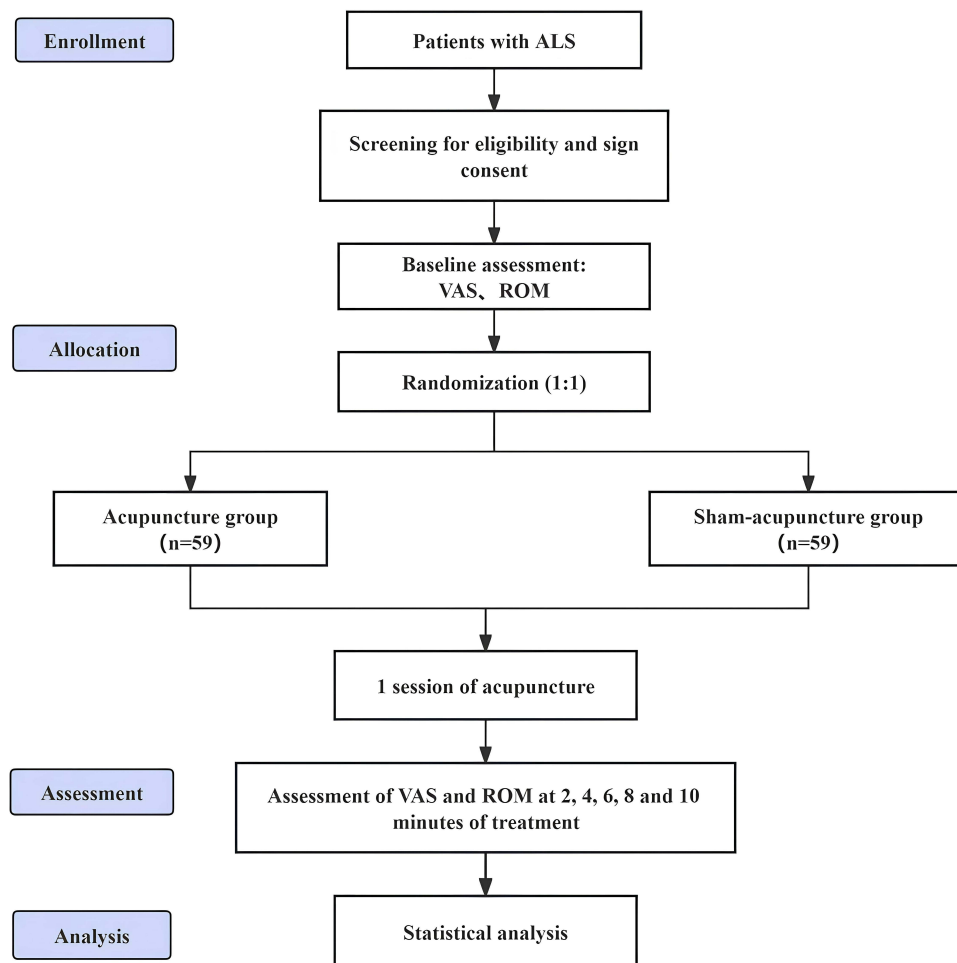 Enrollment
Patients with ALS
Screening for eligibility and sign
consent
Baseline assessment:
VAS、ROM
Allocation
Randomization (1:1)
Acupuncture group
（n=59）
Sham-acupuncture group
（n=59）
1 session of acupuncture
Assessment
Assessment of VAS and ROM at 2, 4, 6, 8 and 10
minutes of treatment
Analysis
Statistical analysis